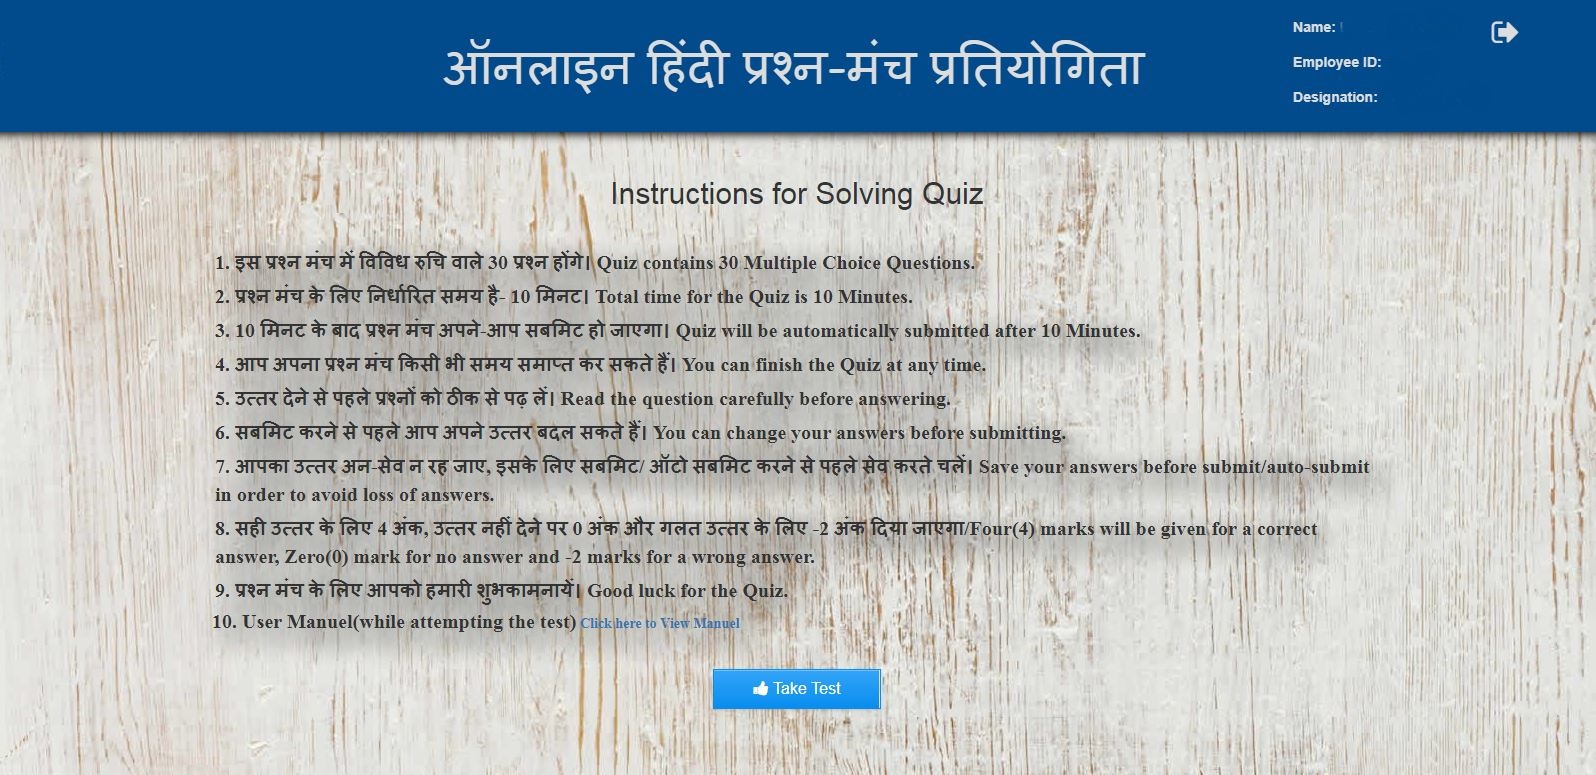 ऑनलाइन हिंदी प्रश्न-मंच प्रतियोगिता
Name:
Employee ID:
Designation:
Instructions for Solving Quiz
1. इस प्रश्न मंच में विविध रुचि वाले 30 प्रश्न होंगे। Quiz contains 30 Multiple Choice Questions.
2. प्रश्न मंच के लिए निर्धारित समय है- 10 मिनट। Total time for the Quiz is 10 Minutes.
3. 10 मिनट के बाद प्रश्न मंच अपने-आप सबमिट हो जाएगा। Quiz will be automatically submitted after 10 Minutes.
4. आप अपना प्रश्न मंच किसी भी समय समाप्त कर सकते हैं। You can finish the Quiz at any time.
5. उत्तर देने से पहले प्रश्नों को ठीक से पढ़ लें। Read the question carefully before answering.
6. सबमिट करने से पहले आप अपने उत्तर बदल सकते हैं। You can change your answers before submitting.
7. आपका उत्तर अन-सेव न रह जाए, इसके लिए सबमिट/ ऑटो सबमिट करने से पहले सेव करते चलें। Save your answers before submit/auto-submit
in order to avoid loss of answers.
8. सही उत्तर के लिए 4 अंक, उत्तर नहीं देने पर 0 अंक और गलत उत्तर के लिए -2 अंक दिया जाएगा/Four(4) marks will be given for a correct
answer, Zero(0) mark for no answer and -2 marks for a wrong answer.
9. प्रश्न मंच के लिए आपको हमारी शुभकामनायें। Good luck for the Quiz.
10. User Manuel(while attempting the test) Click here to View Manuel
Take Test